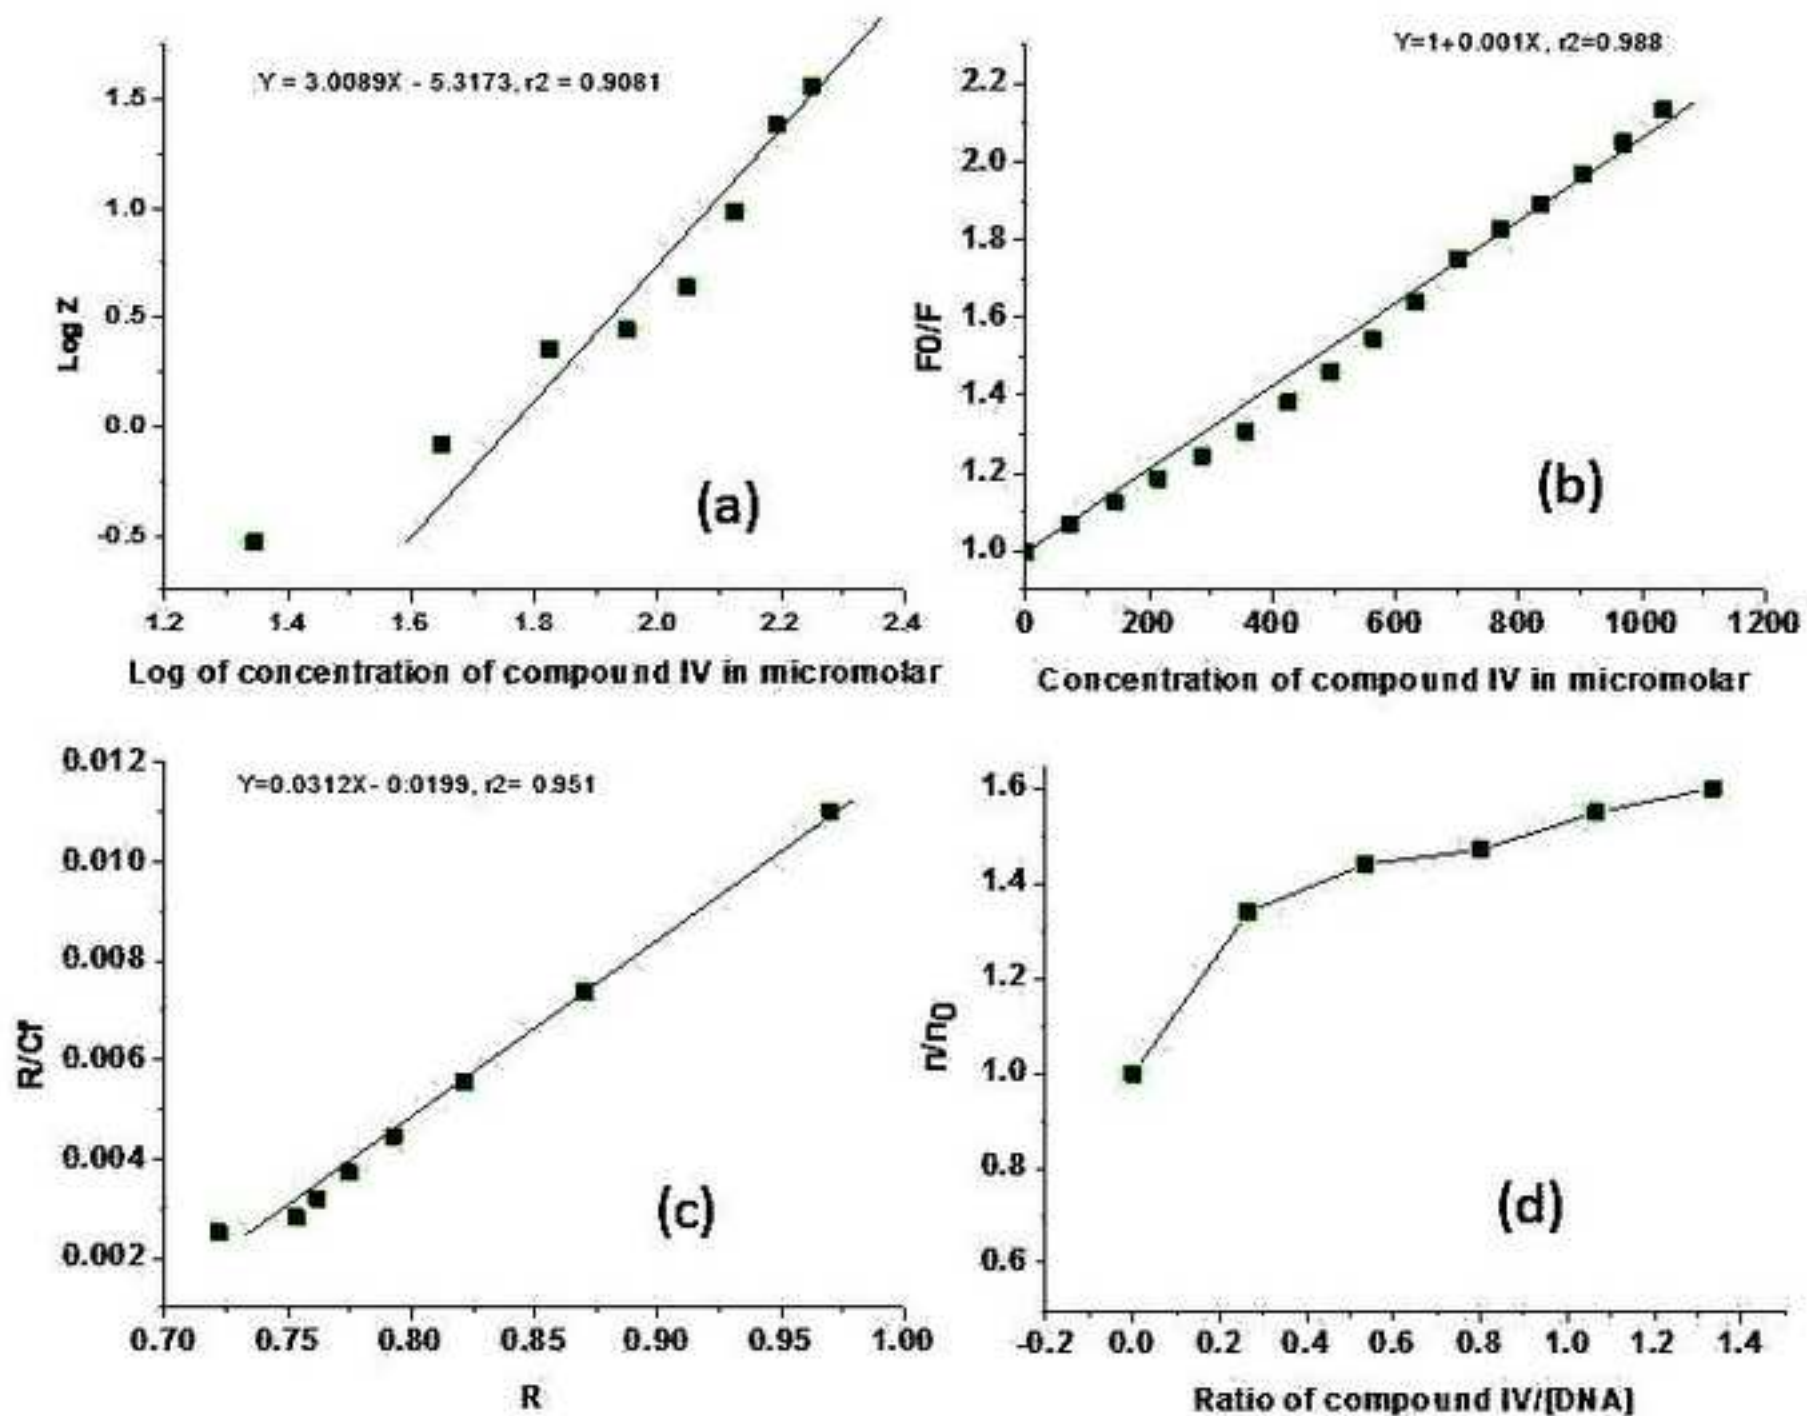 Y = 3.0089X - 5.3173, r2 = 0.9081
1.5
1.0
0.5
0.0
-0.5
Log Z
(a)
1.2 1.4 1.6 1.8 2.0 2.2 2.4
Log of concentration of compound IV in micromolar
Y=1+0.001X, r2=0.988
2.2
2.0
1.8
1.6
1.4
1.2
1.0
F0/F
(b)
0 200 400 600 800 1000 1200
Concentration of compound IV in micromolar
Y=0.0312X- 0.0199, r2= 0.951
0.012
0.010
0.008
0.006
0.004
0.002
R/Cf
(c)
0.70 0.75 0.80 0.85 0.90 0.95 1.00
R
1.6
1.4
1.2
1.0
0.8
0.6
n/n0
(d)
-0.2 0.0 0.2 0.4 0.6 0.8 1.0 1.2 1.4
Ratio of compound IV/[DNA]